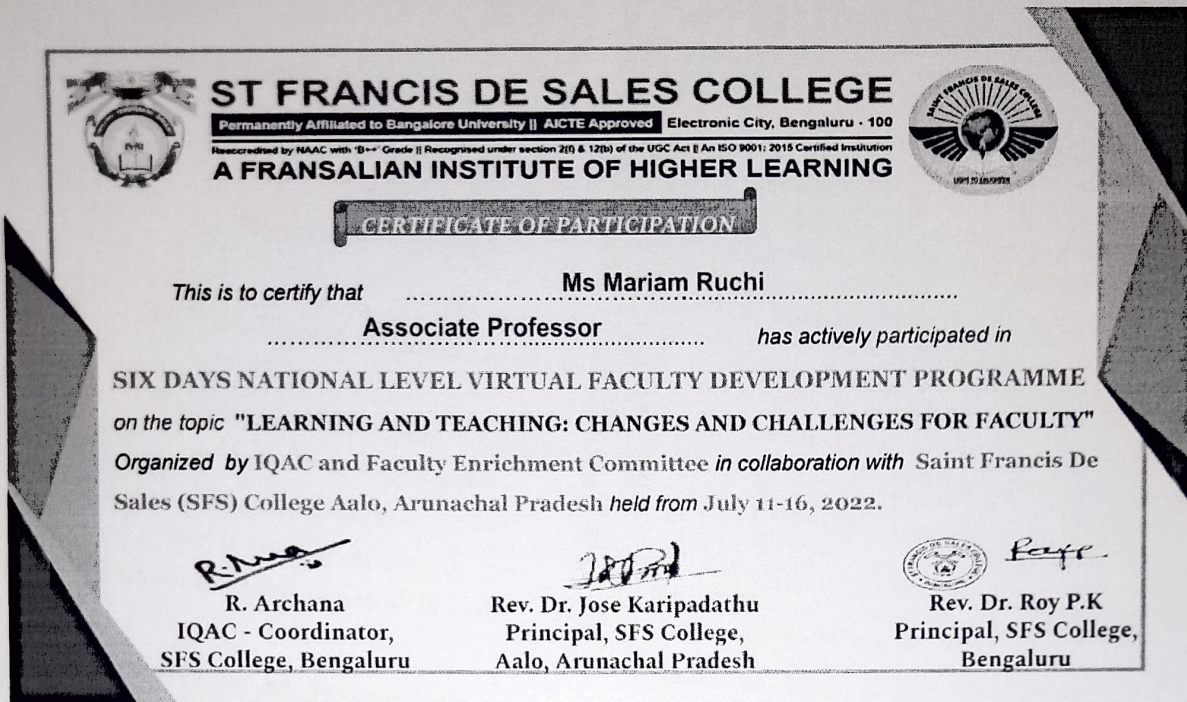 ST FRANCIS DE SALES COLLEGE
Permanently Affiliated to Bangalore University || AICTE Approved Electronic City, Bengaluru - 100
Reaccredited by NAAC with 'B++' Grade || Recognised under section 2(f) & 12(b) of the UGC Act || An ISO 9001: 2015 Certified Institution
A FRANSALIAN INSTITUTE OF HIGHER LEARNING
SAINT FRANCIS DE SALES COLLEGE
CERTIFICATE OF PARTICIPATION
This is to certify that Ms Mariam Ruchi
Associate Professor has actively participated in
SIX DAYS NATIONAL LEVEL VIRTUAL FACULTY DEVELOPMENT PROGRAMME
on the topic "LEARNING AND TEACHING: CHANGES AND CHALLENGES FOR FACULTY"
Organized by IQAC and Faculty Enrichment Committee in collaboration with Saint Francis De
Sales (SFS) College Aalo, Arunachal Pradesh held from July 11-16, 2022.
R. Archana
IQAC - Coordinator,
SFS College, Bengaluru
Rev. Dr. Jose Karipadathu
Principal, SFS College,
Aalo, Arunachal Pradesh
Rev. Dr. Roy P.K
Principal, SFS College,
Bengaluru